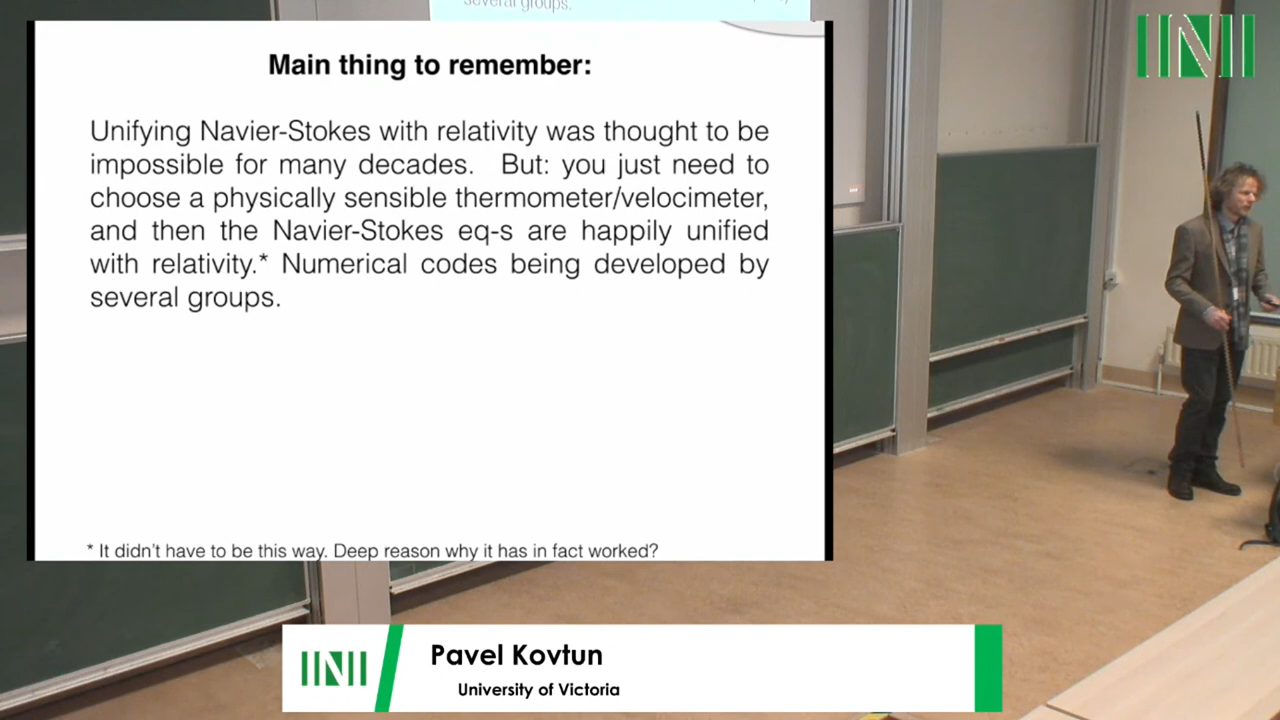 several groups.
Main thing to remember:
Unifying Navier-Stokes with relativity was thought to be
impossible for many decades. But: you just need to
choose a physically sensible thermometer/velocimeter,
and then the Navier-Stokes eq-s are happily unified
with relativity.* Numerical codes being developed by
several groups.
* It didn't have to be this way. Deep reason why it has in fact worked?
Pavel Kovtun
University of Victoria